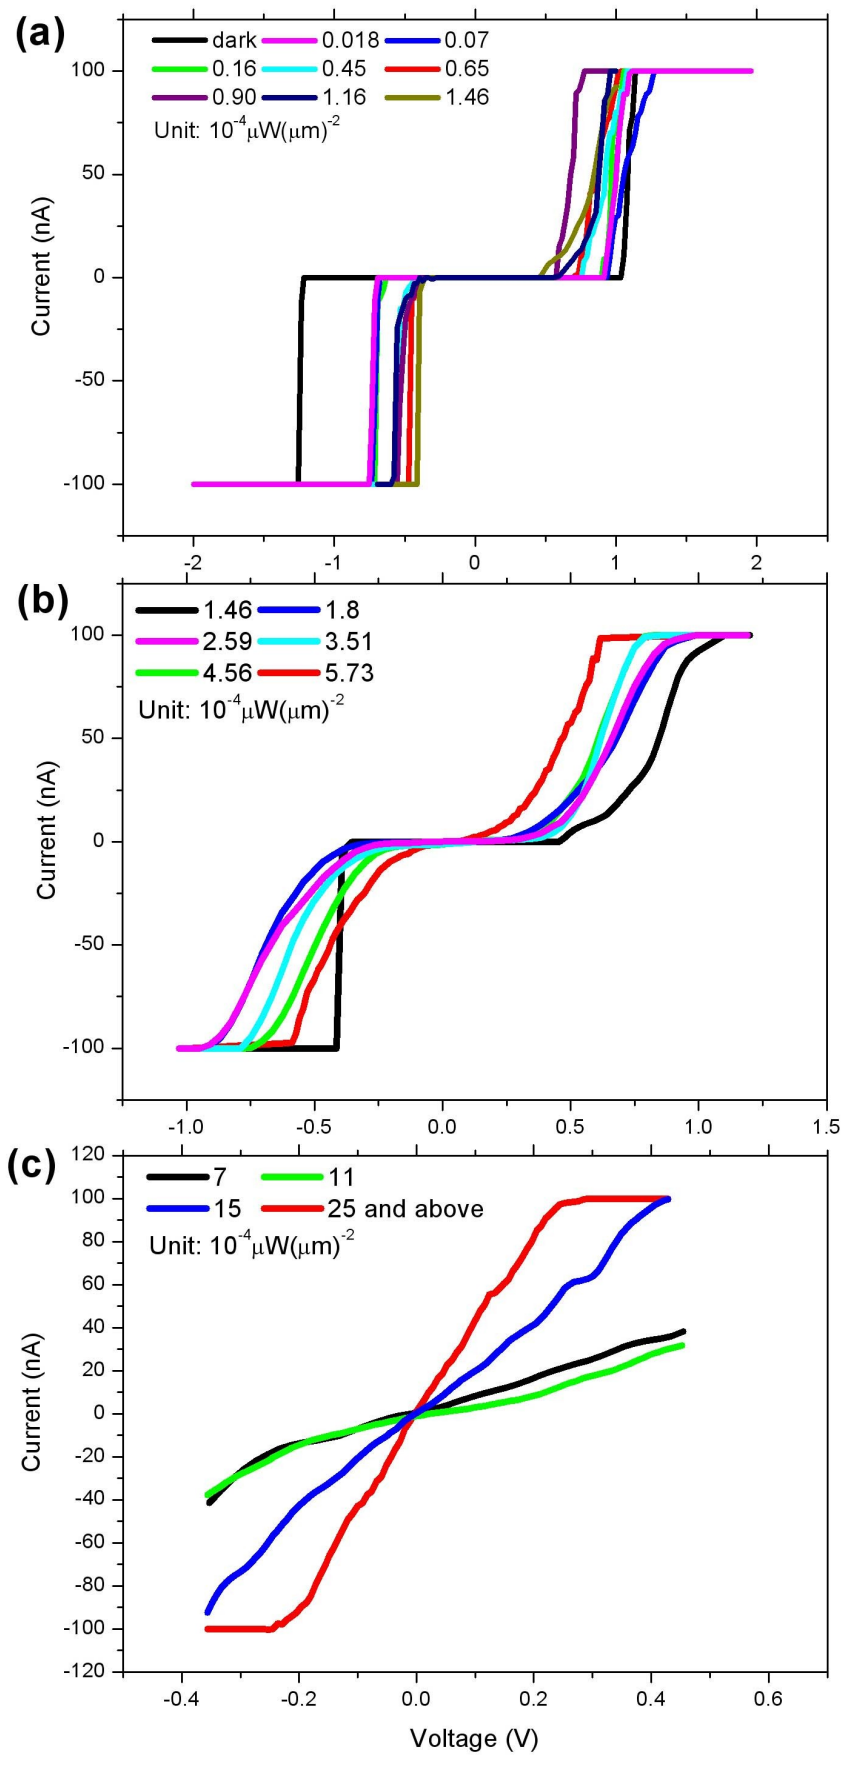 (a)
dark 0.018 0.07
0.16 0.45 0.65
0.90 1.16 1.46
Unit: 10-4μW(μm)-2
100
50
0
-50
-100
Current (nA)
-2 -1 0 1 2
(b)
1.46 1.8
2.59 3.51
4.56 5.73
Unit: 10-4μW(μm)-2
100
50
0
-50
-100
Current (nA)
-1.0 -0.5 0.0 0.5 1.0 1.5
(c)
7 11
15 25 and above
Unit: 10-4μW(μm)-2
120
100
80
60
40
20
0
-20
-40
-60
-80
-100
-120
Current (nA)
-0.4 -0.2 0.0 0.2 0.4 0.6
Voltage (V)